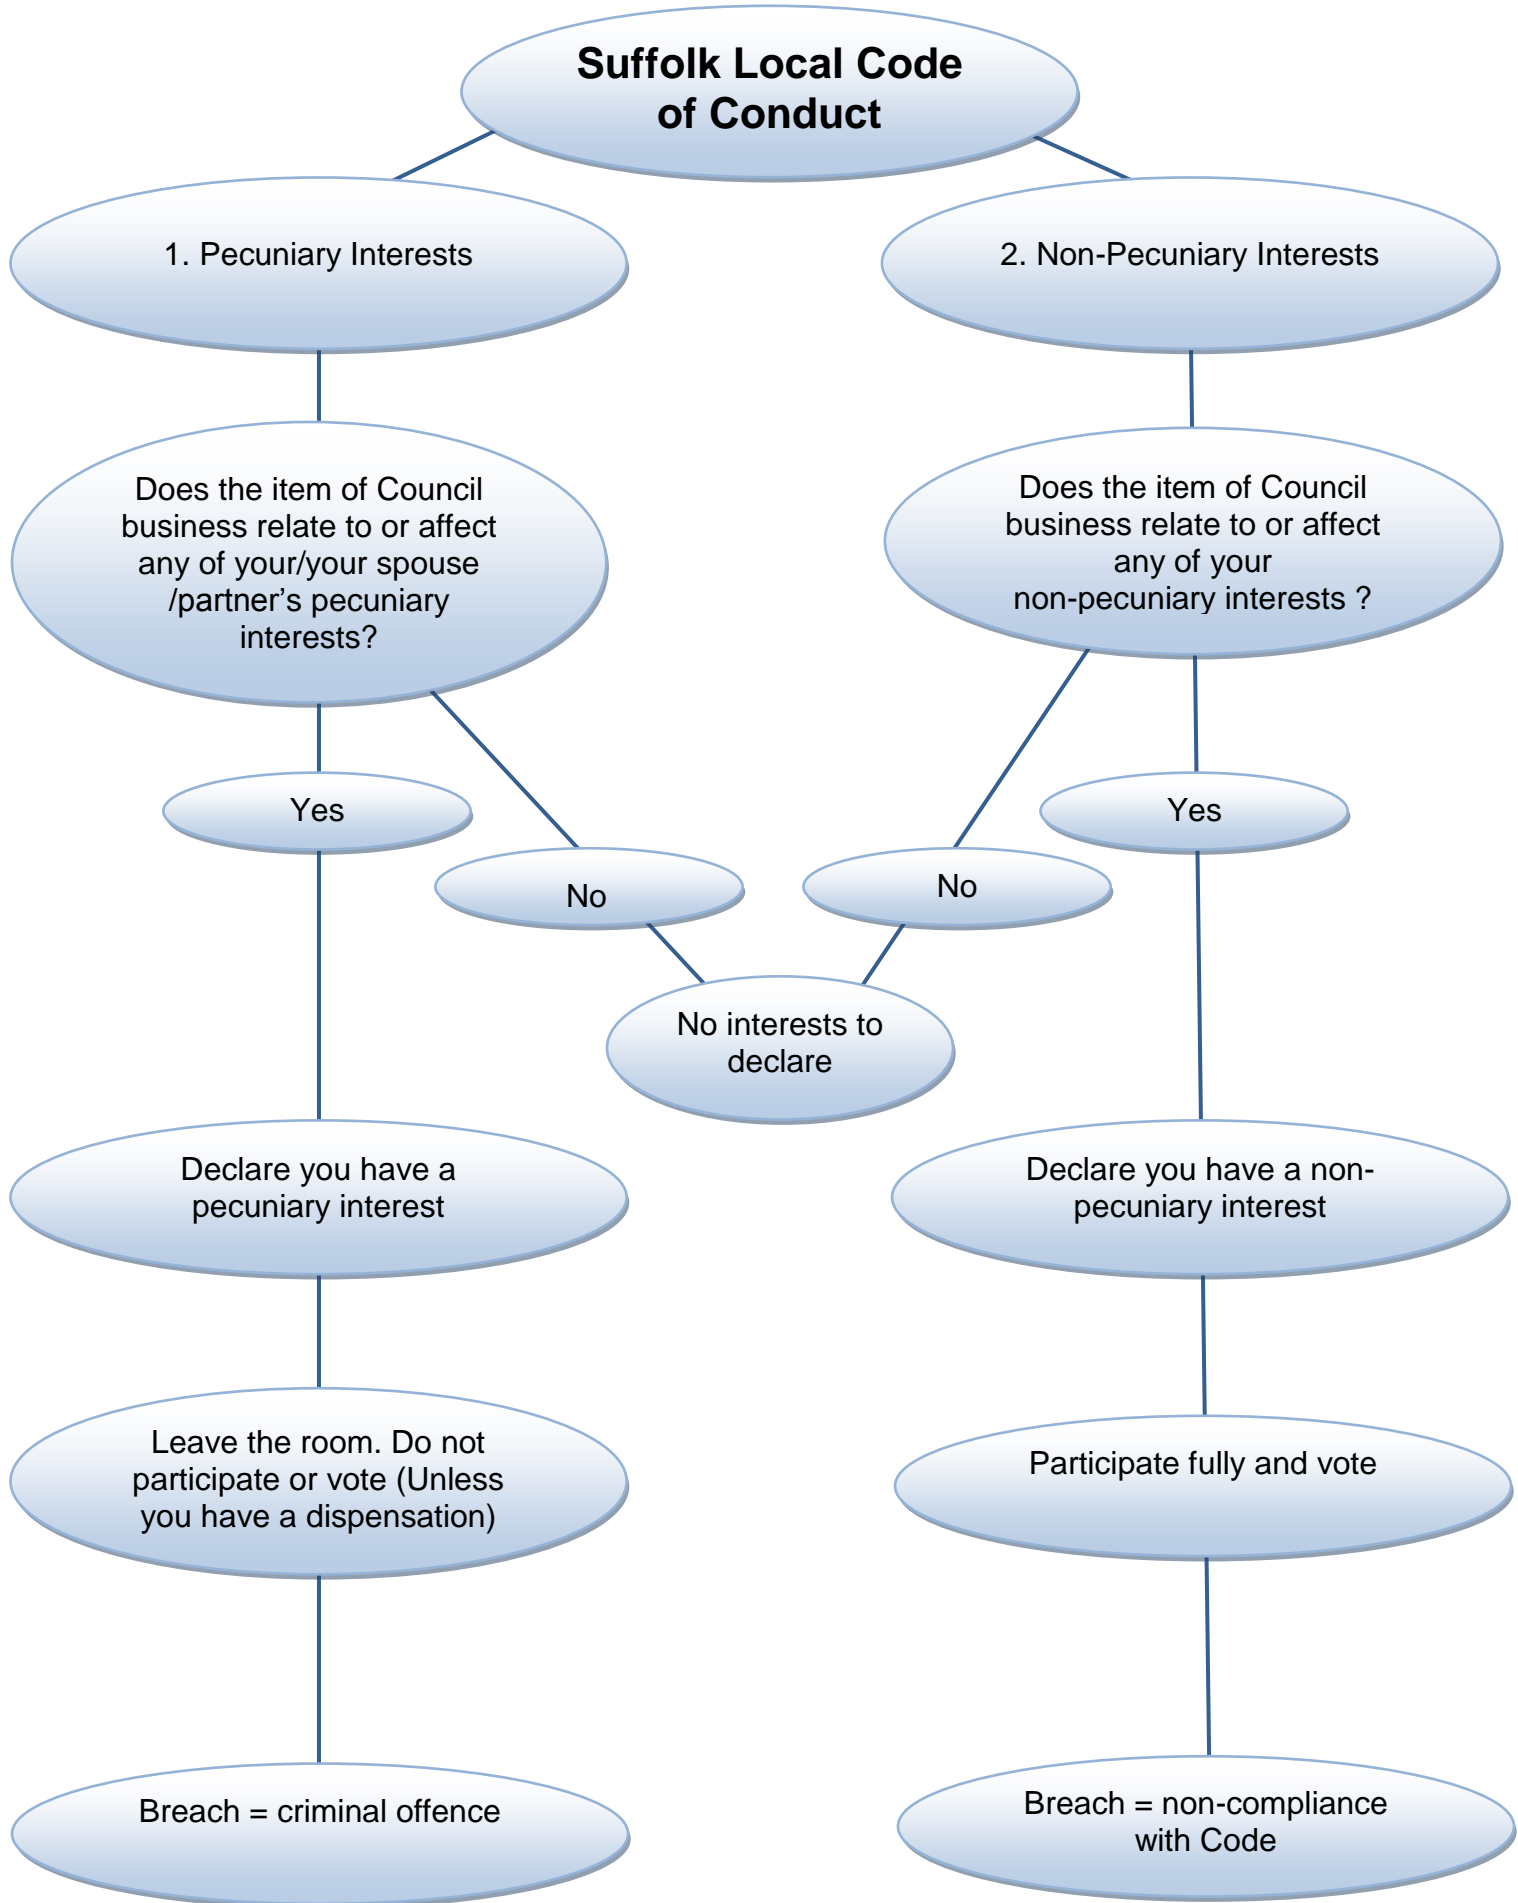 Suffolk Local Code
of Conduct
1. Pecuniary Interests
2. Non-Pecuniary Interests
Does the item of Council
business relate to or affect
any of your/your spouse
/partner’s pecuniary
interests?
Does the item of Council
business relate to or affect
any of your
non-pecuniary interests ?
Yes
Yes
No
No
No interests to
declare
Declare you have a
pecuniary interest
Declare you have a non-
pecuniary interest
Leave the room. Do not
participate or vote (Unless
you have a dispensation)
Participate fully and vote
Breach = criminal offence
Breach = non-compliance
with Code